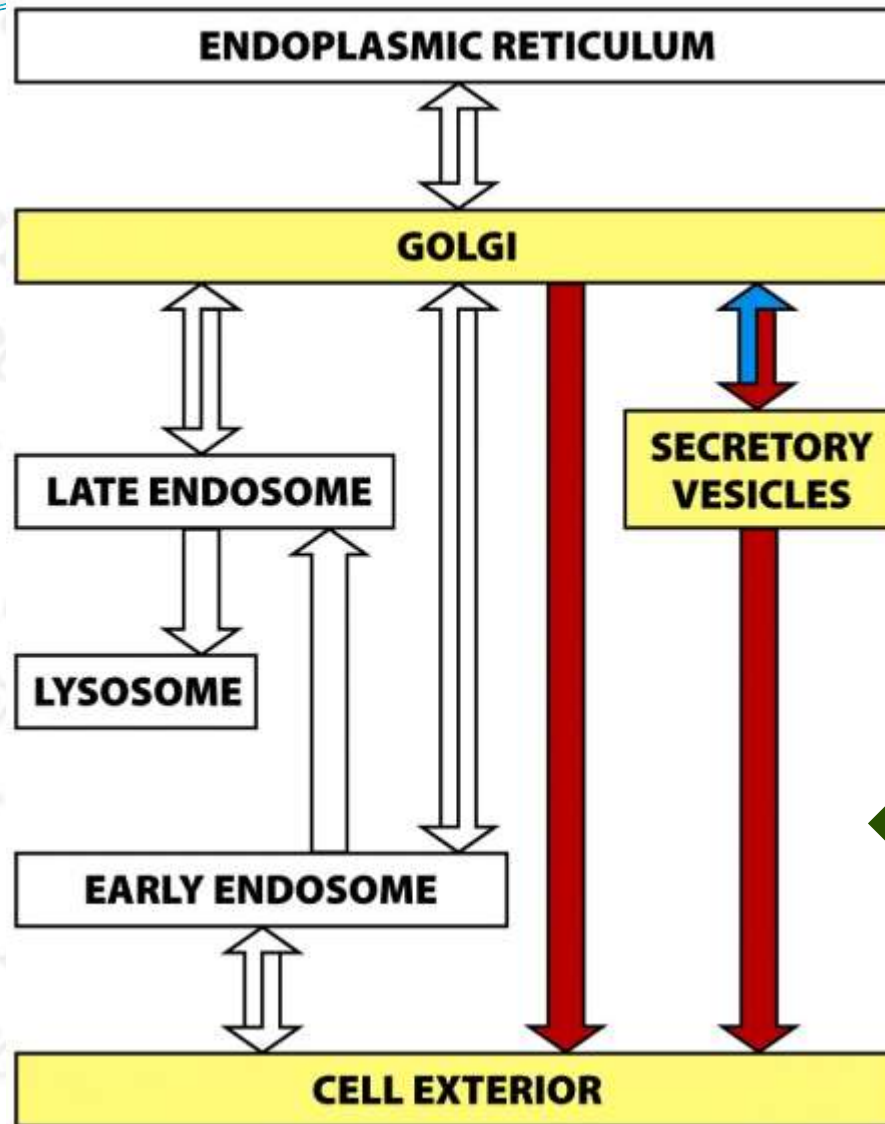 ENDOPLASMIC RETICULUM
GOLGI
LATE ENDOSOME
SECRETORY
VESICLES
LYSOSOME
EARLY ENDOSOME
CELL EXTERIOR